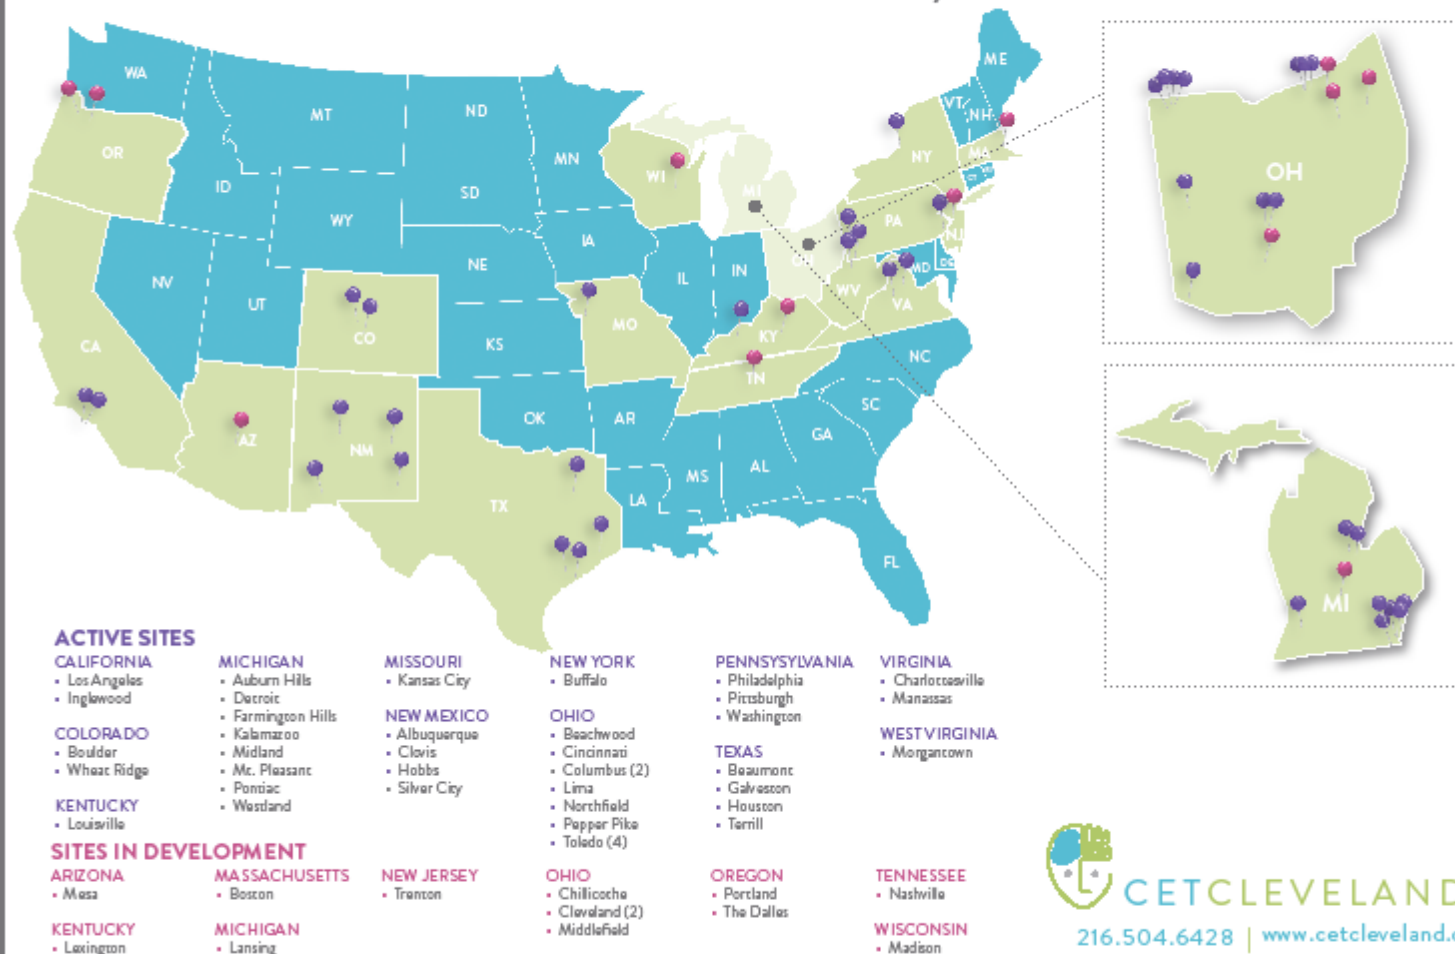 WA
ME
MT
ND
VT
NH
OR
MN
NY
MA
ID
WI
MI
CT
SD
WY
PA
NJ
IA
OH
NE
NV
IL
IN
MD
DE
UT
WV
VA
CO
MO
KY
CA
KS
NC
TN
OK
AR
SC
AZ
NM
GA
MS
AL
TX
LA
FL
OH
MI
ACTIVE SITES
CALIFORNIA
• Los Angeles
• Inglewood
COLORADO
• Boulder
• Wheat Ridge
KENTUCKY
• Louisville
MICHIGAN
• Auburn Hills
• Detroit
• Farmington Hills
• Kalamazoo
• Midland
• Mt. Pleasant
• Pontiac
• Westland
MISSOURI
• Kansas City
NEW MEXICO
• Albuquerque
• Clovis
• Hobbs
• Silver City
NEW YORK
• Buffalo
OHIO
• Beachwood
• Cincinnati
• Columbus (2)
• Lima
• Northfield
• Pepper Pike
• Toledo (4)
PENNSYSYLVANIA
• Philadelphia
• Pittsburgh
• Washington
TEXAS
• Beaumont
• Galveston
• Houston
• Terrill
VIRGINIA
• Charlottesville
• Manassas
WEST VIRGINIA
• Morgantown
SITES IN DEVELOPMENT
ARIZONA
• Mesa
KENTUCKY
• Lexington
MASSACHUSETTS
• Boston
MICHIGAN
• Lansing
NEW JERSEY
• Trenton
OHIO
• Chillicothe
• Cleveland (2)
• Middlefield
OREGON
• Portland
• The Dalles
TENNESSEE
• Nashville
WISCONSIN
• Madison
CETCLEVELAND
216.504.6428 | www.cetcleveland.